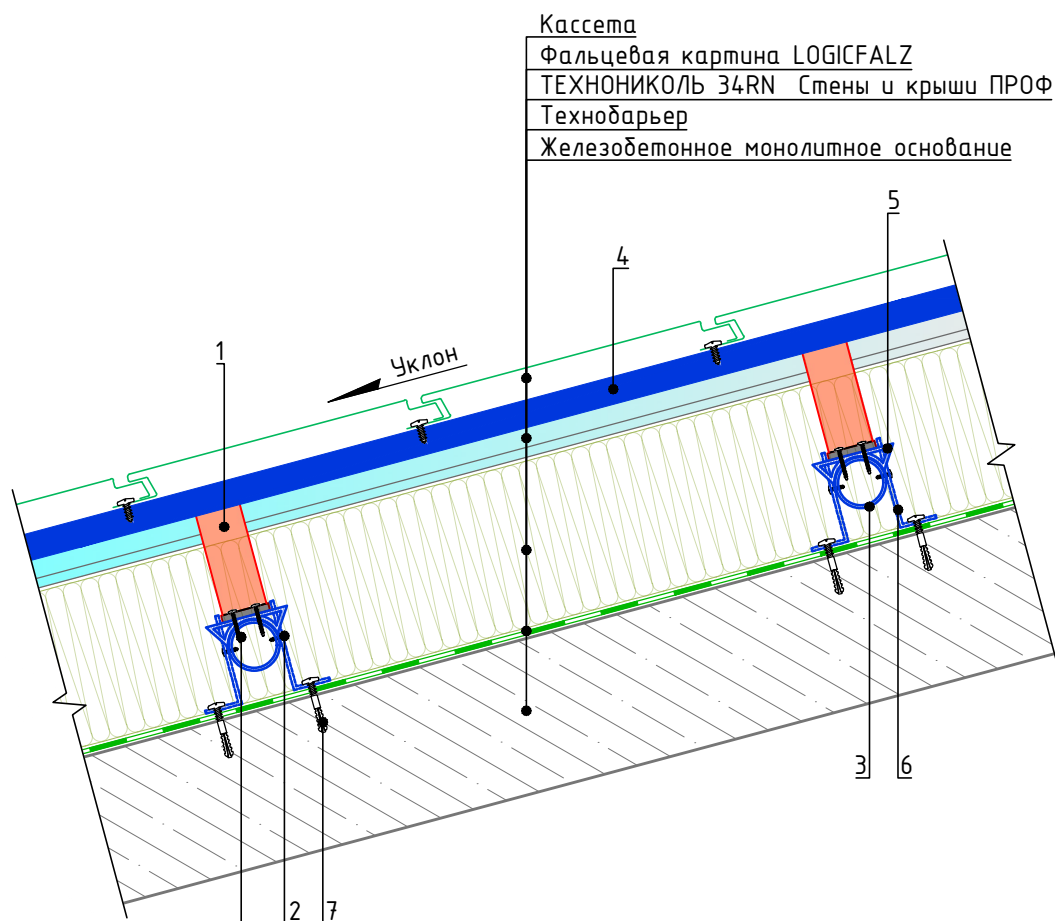 Кассета
Фальцевая картина LOGICFALZ
ТЕХНОНИКОЛЬ 34RN Стены и крыши ПРОФ
Технобарьер
Железобетонное монолитное основание
5
4
1
Уклон
3
6
2
7